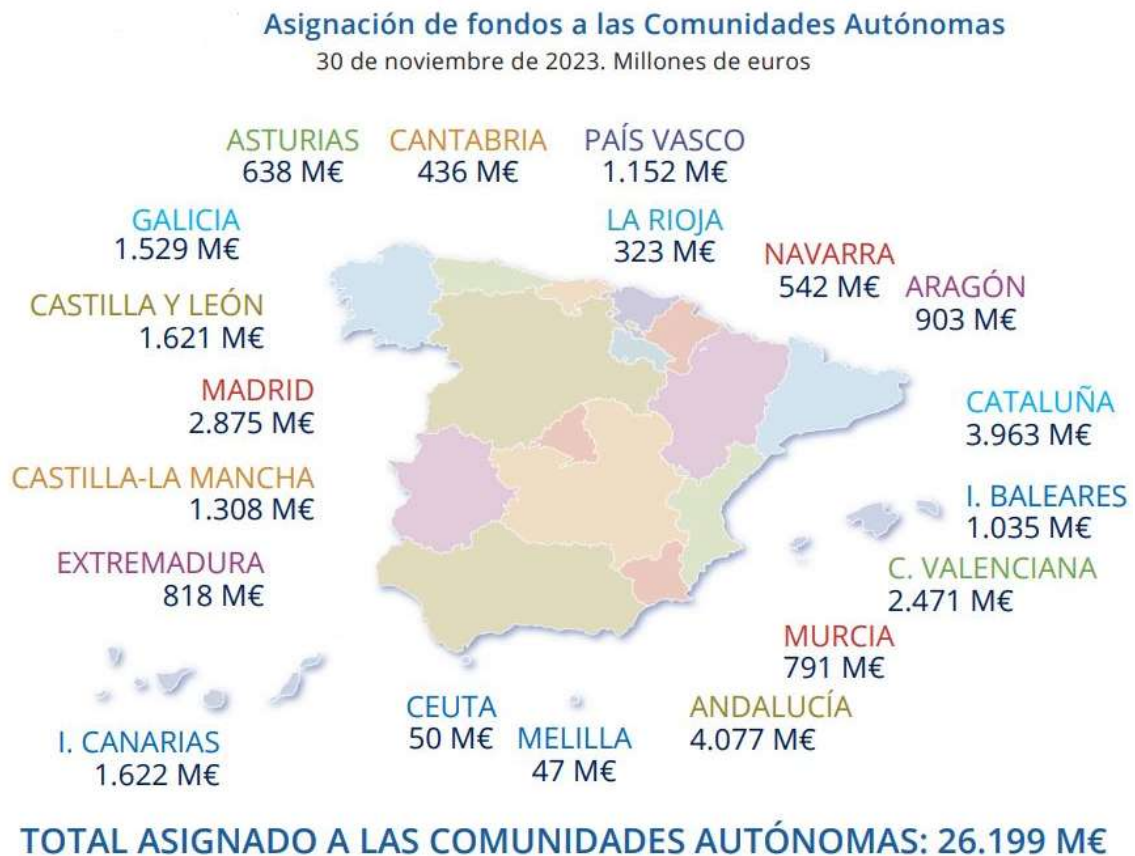 Asignación de fondos a las Comunidades Autónomas
30 de noviembre de 2023. Millones de euros
ASTURIAS
638 M€
CANTABRIA
436 M€
PAÍS VASCO
1.152 M€
GALICIA
1.529 M€
LA RIOJA
323 M€
NAVARRA
542 M€
ARAGÓN
903 M€
CASTILLA Y LEÓN
1.621 M€
MADRID
2.875 M€
CATALUÑA
3.963 M€
CASTILLA-LA MANCHA
1.308 M€
I. BALEARES
1.035 M€
EXTREMADURA
818 M€
C. VALENCIANA
2.471 M€
MURCIA
791 M€
CEUTA
50 M€
MELILLA
47 M€
ANDALUCÍA
4.077 M€
I. CANARIAS
1.622 M€
TOTAL ASIGNADO A LAS COMUNIDADES AUTÓNOMAS: 26.199 M€